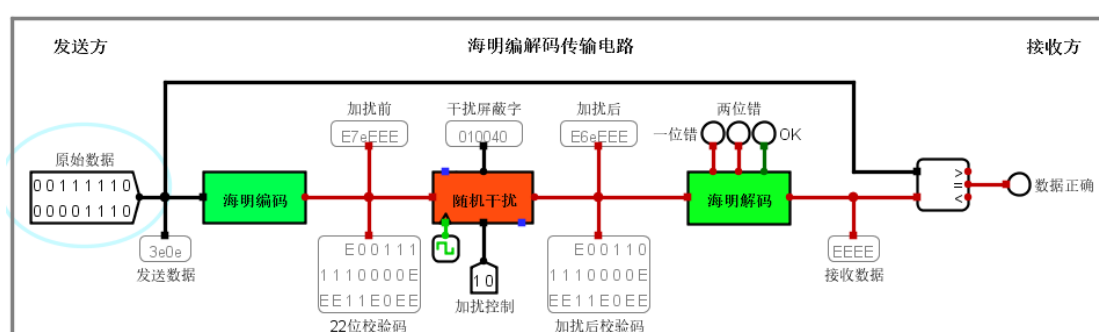 发送方 海明编解码传输电路 接收方
加扰前 干扰屏蔽字 加扰后 两位错
E7eEEE 010040 E6eEEE 一位错 OK
原始数据
00111110
00001110
海明编码 随机干扰 海明解码 > = < 数据正确
3e0e
发送数据
E00111
1110000E
EE11E0EE
22位校验码
10
加扰控制
E00110
1110000E
EE11E0EE
加扰后校验码
EEEE
接收数据